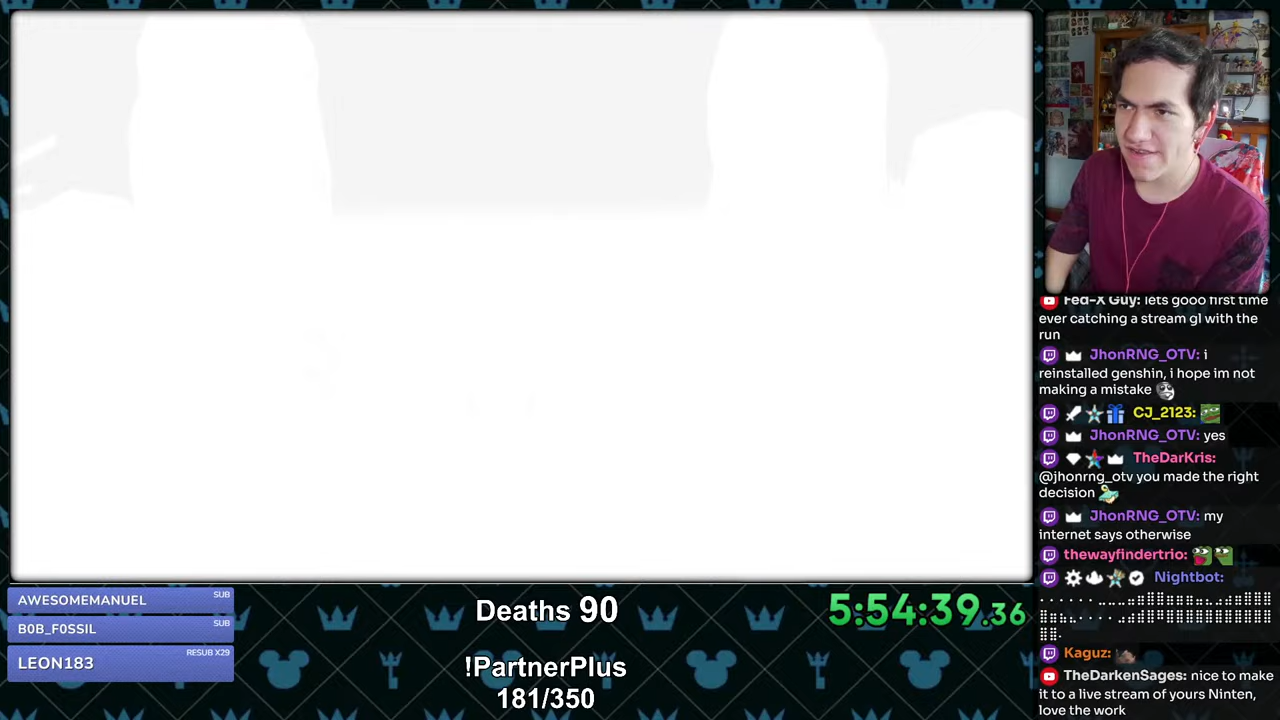 Fed-X Guy: lets gooo first time
ever catching a stream gl with the
run
JhonRNG_OTV: i
reinstalled genshin, i hope im not
making a mistake
CJ_2123:
JhonRNG_OTV: yes
TheDarKris:
@jhonrng_otv you made the right
decision
JhonRNG_OTV: my
internet says otherwise
thewayfindertrio:
Nightbot:
Kaguz:
TheDarkenSages: nice to make
it to a live stream of yours Ninten,
love the work
AWESOMEMANUEL SUB
B0B_F0SSIL SUB
LEON183 RESUB X29
Deaths 90
!PartnerPlus
181/350
5:54:39.36